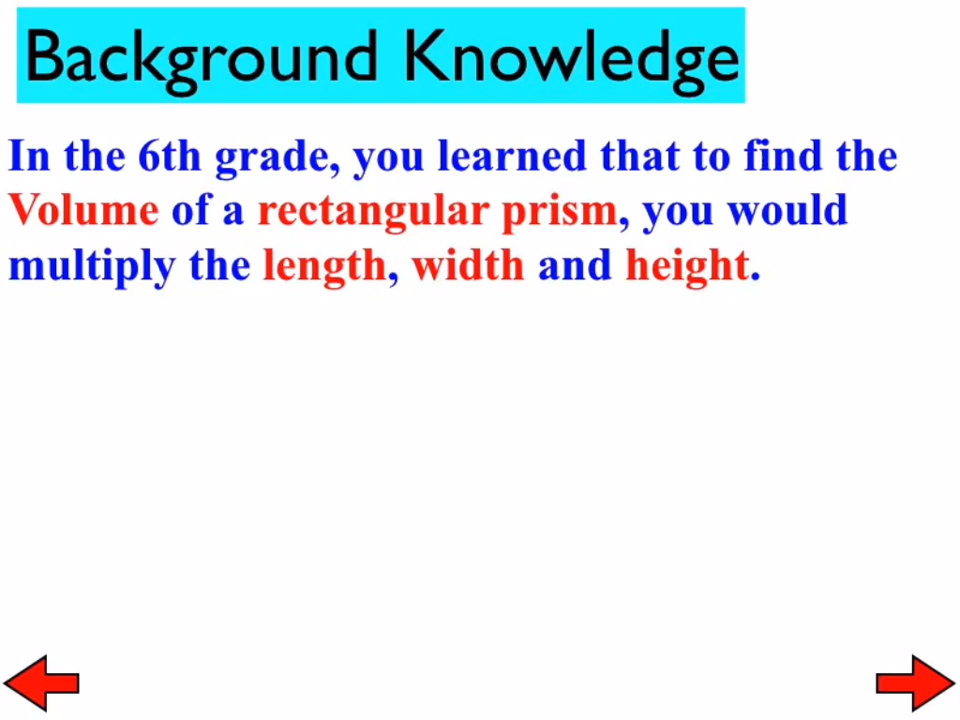 Background Knowledge
In the 6th grade, you learned that to find the
Volume of a rectangular prism, you would
multiply the length, width and height.